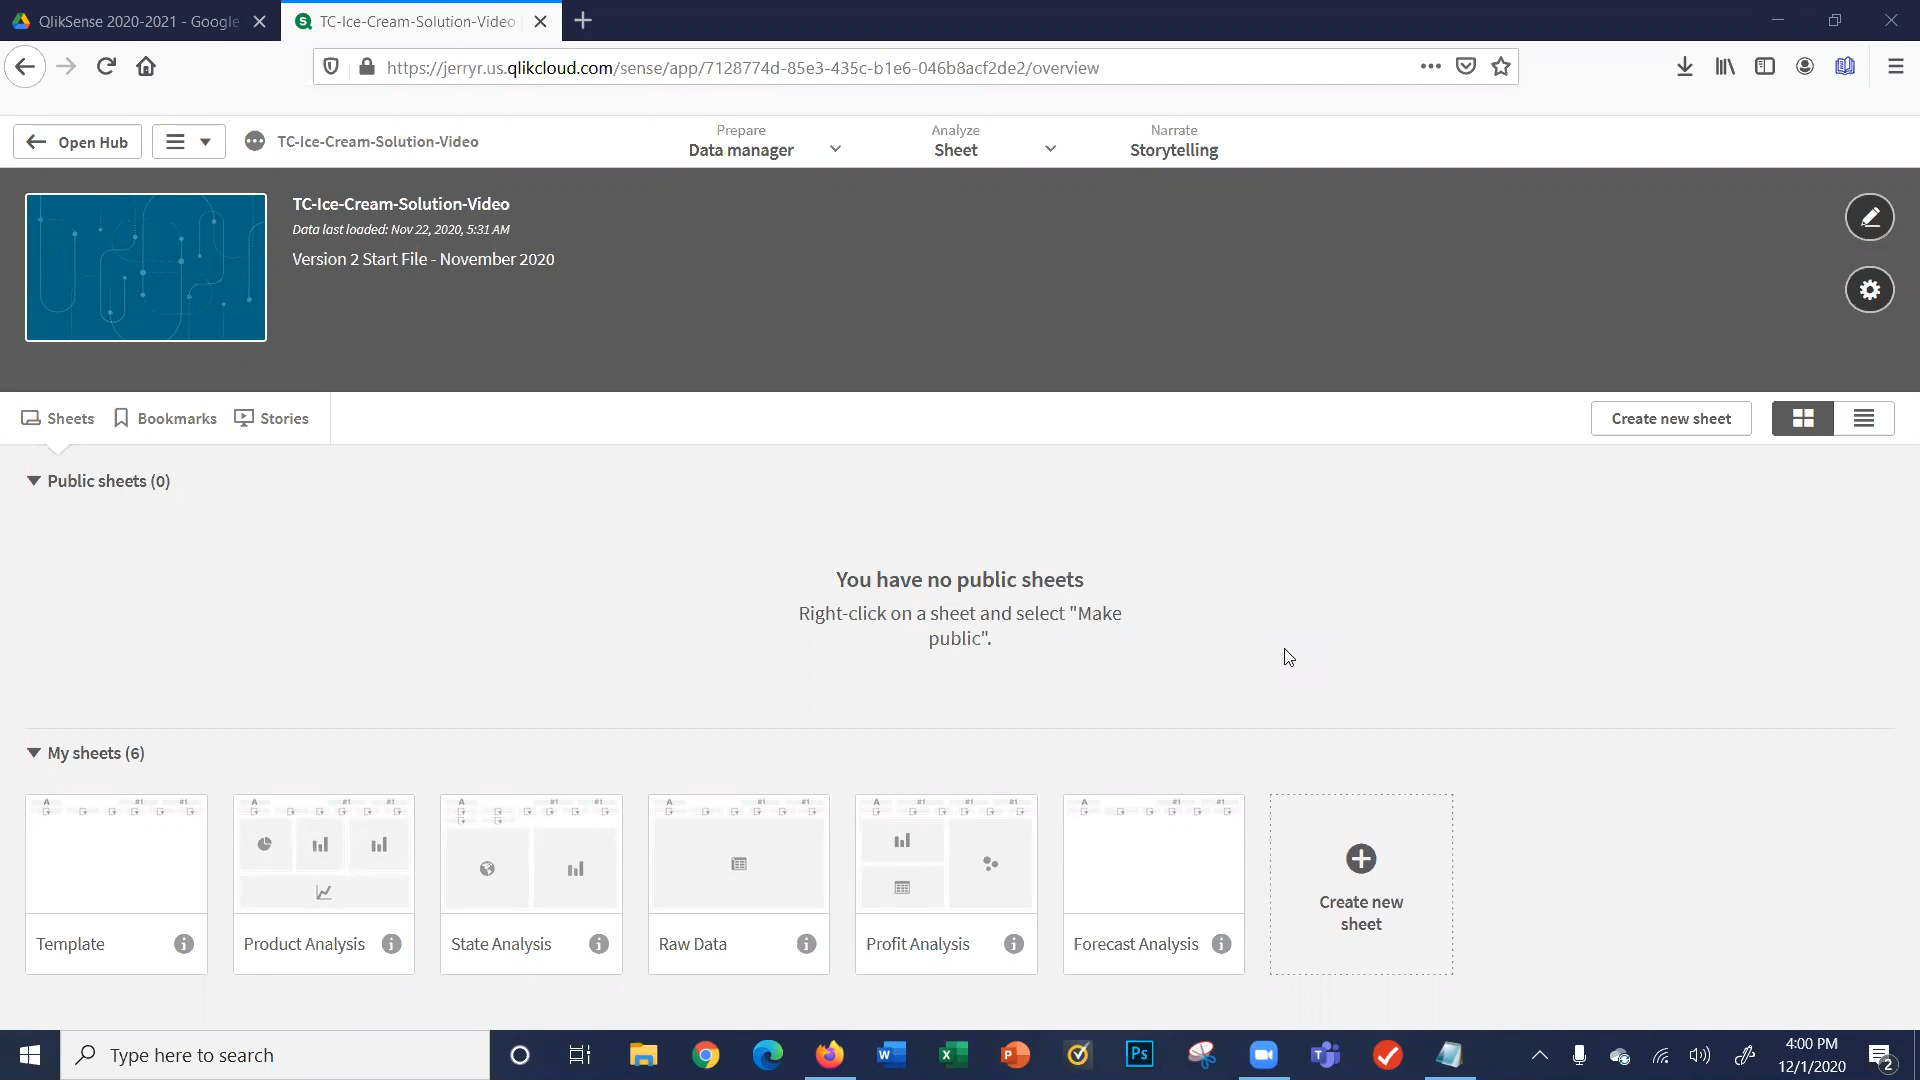 QlikSense 2020-2021 - Google
TC-Ice-Cream-Solution-Video
https://jerryr.us.qlikcloud.com/sense/app/7128774d-85e3-435c-b1e6-046b8acf2de2/overview
Open Hub
TC-Ice-Cream-Solution-Video
Prepare
Data manager
Analyze
Sheet
Narrate
Storytelling
TC-Ice-Cream-Solution-Video
Data last loaded: Nov 22, 2020, 5:31 AM
Version 2 Start File - November 2020
Sheets
Bookmarks
Stories
Create new sheet
Public sheets (0)
You have no public sheets
Right-click on a sheet and select "Make
public".
My sheets (6)
Template
Product Analysis
State Analysis
Raw Data
Profit Analysis
Forecast Analysis
Create new
sheet
Type here to search
4:00 PM
12/1/2020
2